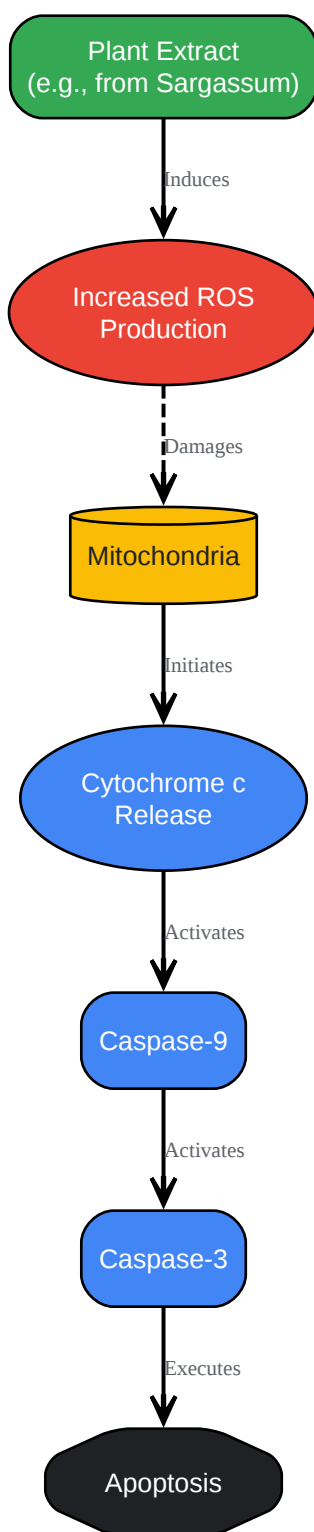 Plant Extract
(e.g., from Sargassum)
Induces
Increased ROS
Production
Damages
Mitochondria
Initiates
Cytochrome c
Release
Activates
Caspase-9
Activates
Caspase-3
Executes
Apoptosis